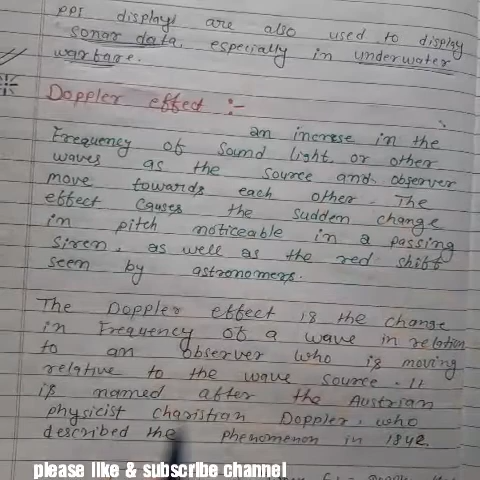 PPI displays are also used to display
sonar data, especially in underwater
warfare.
Doppler effect :-
an increse in the
Frequency of sound light, or other
waves as the source and observer
move towards each other. The
effect causes the sudden change
in pitch noticeable in a passing
siren, as well as the red shift
seen by astronomers.
The Doppler effect is the change
in frequency of a wave in relation
to an observer who is moving
relative to the wave source. It
is named after the Austrian
physicist charistian Doppler, who
described the phenomenon in 1842
please like & subscribe channel